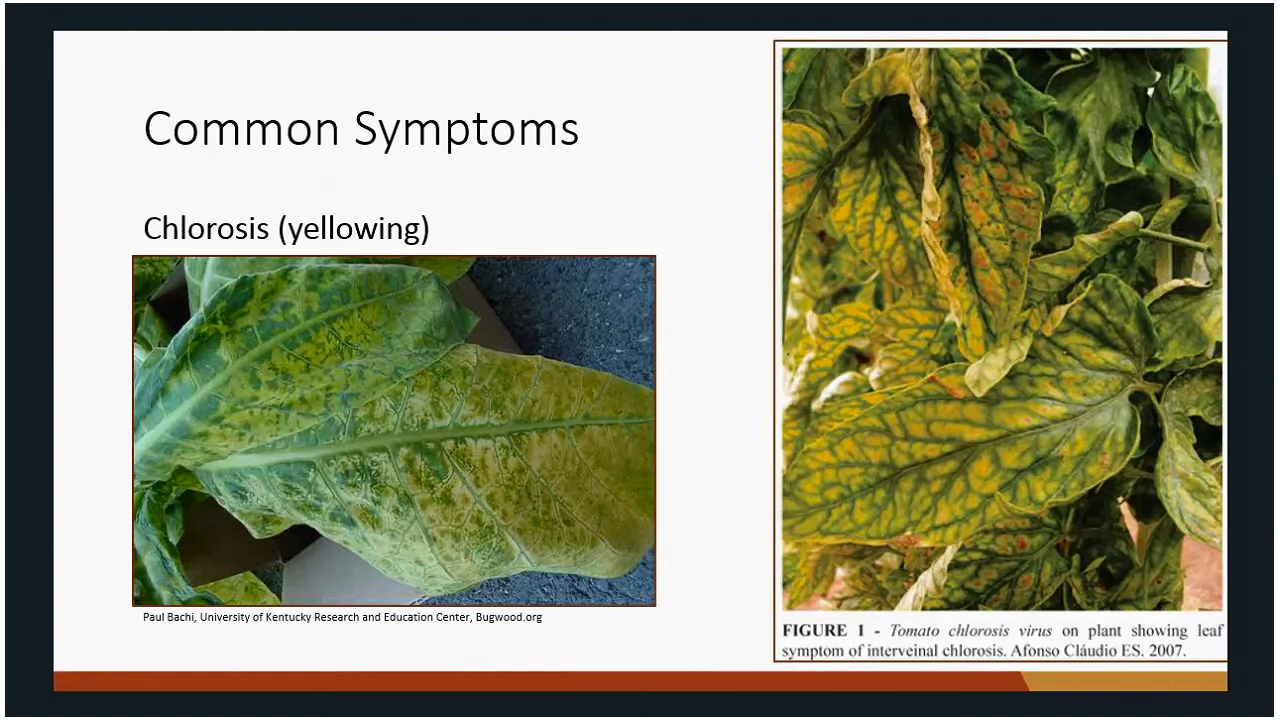 Common Symptoms
Chlorosis (yellowing)
Paul Bachi, University of Kentucky Research and Education Center, Bugwood.org
FIGURE 1 - Tomato chlorosis virus on plant showing leaf
symptom of interveinal chlorosis. Afonso Cláudio ES. 2007.